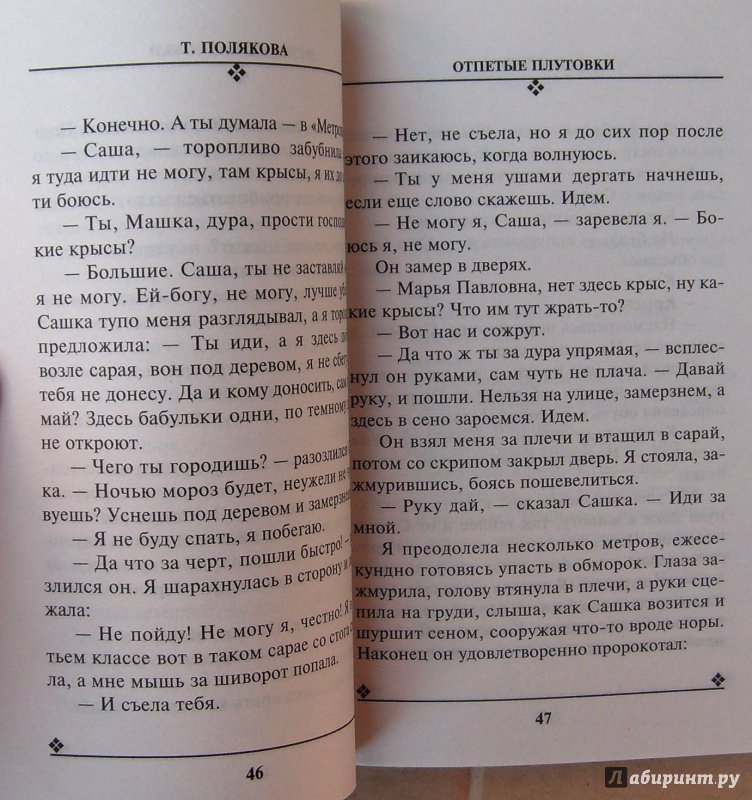 Т. ПОЛЯКОВА
— Конечно. А ты думала — в «Метро
— Саша, — торопливо забубнила
я туда идти не могу, там крысы, я их до
ти боюсь.
— Ты, Машка, дура, прости господ
кие крысы?
— Большие. Саша, ты не заставляй
я не могу. Ей-богу, не могу, лучше уб
Сашка тупо меня разглядывал, а я торо
предложила: — Ты иди, а я здесь по
возле сарая, вон под деревом, я не сбе
тебя не донесу. Да и кому доносить, сам
май? Здесь бабульки одни, по темному
не откроют.
— Чего ты городишь? — разозлился
ка. — Ночью мороз будет, неужели не
вуешь? Уснешь под деревом и замерзне
— Я не буду спать, я побегаю.
— Да что за черт, пошли быстро! —
злился он. Я шарахнулась в сторону и
жала:
— Не пойду! Не могу я, честно! Я
тьем классе вот в таком сарае со стога
ла, а мне мышь за шиворот попала.
— И съела тебя.
46
ОТПЕТЫЕ ПЛУТОВКИ
— Нет, не съела, но я до сих пор после
этого заикаюсь, когда волнуюсь.
— Ты у меня ушами дергать начнешь,
если еще слово скажешь. Идем.
— Не могу я, Саша, — заревела я. — Бо-
юсь я, не могу.
Он замер в дверях.
— Марья Павловна, нет здесь крыс, ну ка-
кие крысы? Что им тут жрать-то?
— Вот нас и сожрут.
— Да что ж ты за дура упрямая, — всплес-
нул он руками, сам чуть не плача. — Давай
руку, и пошли. Нельзя на улице, замерзнем, а
здесь в сено зароемся. Идем.
Он взял меня за плечи и втащил в сарай,
потом со скрипом закрыл дверь. Я стояла, за-
жмурившись, боясь пошевелиться.
— Руку дай, — сказал Сашка. — Иди за
мной.
Я преодолела несколько метров, ежесе-
кундно готовясь упасть в обморок. Глаза за-
жмурила, голову втянула в плечи, а руки сце-
пила на груди, слыша, как Сашка возится и
шуршит сеном, сооружая что-то вроде норы.
Наконец он удовлетворенно пророкотал:
47
Лабиринт.ру